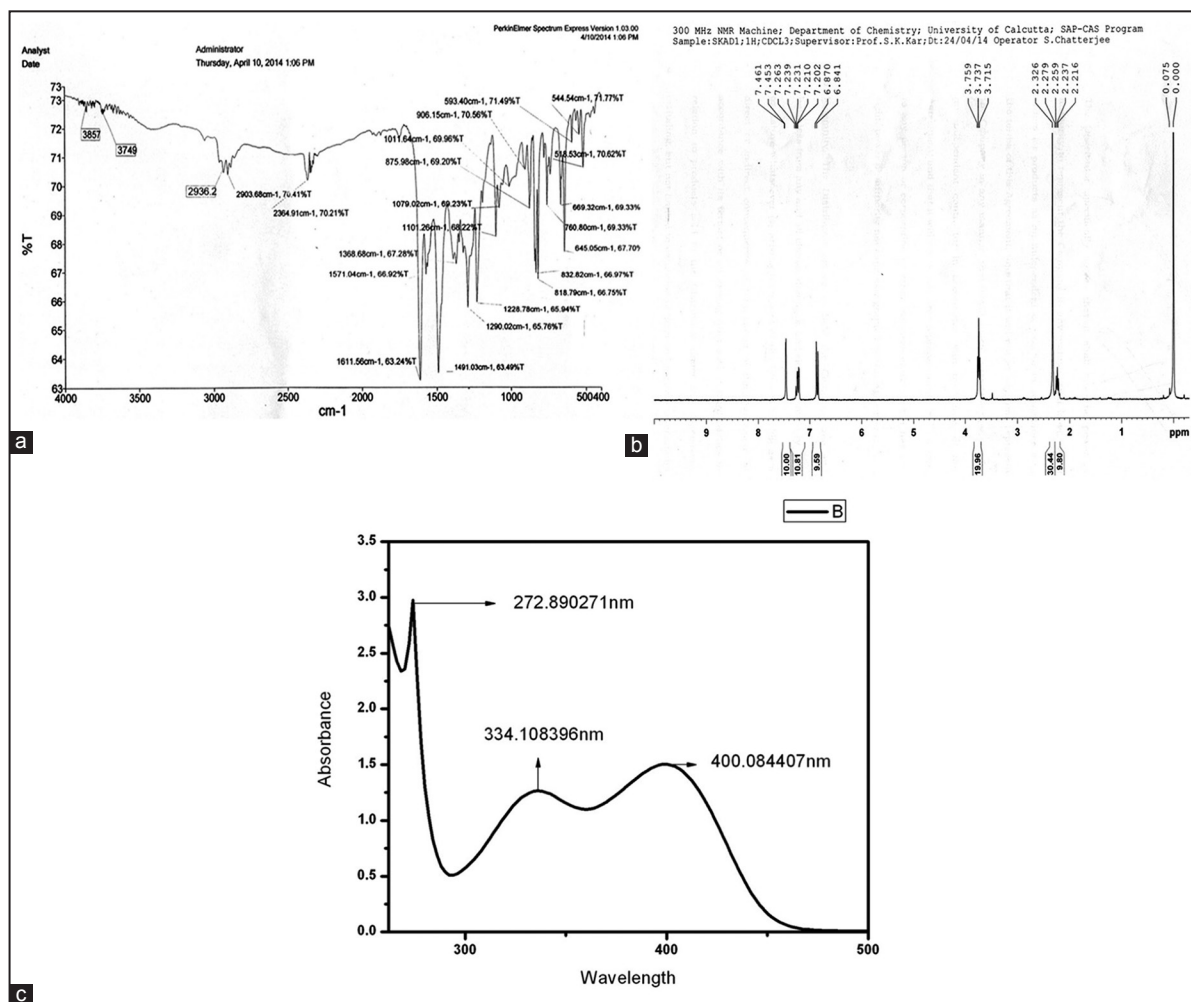 PerkinElmer Spectrum Express Version 1.03.00
4/10/2014 1:06 PM
Analyst
Date
Administrator
Thursday, April 10, 2014 1:06 PM
73
73
72
71
70
69
68
67
66
65
64
63
%T
3857
3749
2936.2
2903.68cm-1, 70.41%T
2364.91cm-1, 70.21%T
593.40cm-1, 71.49%T
544.54cm-1, 71.77%T
906.15cm-1, 70.56%T
1011.64cm-1, 69.96%T
518.53cm-1, 70.62%T
875.98cm-1, 69.20%T
1079.02cm-1, 69.23%T
669.32cm-1, 69.33%
1101.26cm-1, 68.22%T
760.80cm-1, 69.33%T
645.05cm-1, 67.70%
1368.68cm-1, 67.28%T
1571.04cm-1, 66.92%T
832.82cm-1, 66.97%T
818.79cm-1, 66.75%T
1228.78cm-1, 65.94%T
1290.02cm-1, 65.76%T
1611.56cm-1, 63.24%T
1491.03cm-1, 63.49%T
4000 3500 3000 2500 2000 1500 1000 500400
cm-1
a
300 MHz NMR Machine; Department of Chemistry; University of Calcutta; SAP-CAS Program
Sample:SKAD1;1H;CDCL3;Supervisor:Prof.S.K.Kar;Dt:24/04/14 Operator S.Chatterjee
7.461
7.453
7.263
7.239
7.231
7.210
7.202
6.870
6.841
3.759
3.737
3.715
2.326
2.279
2.259
2.237
2.216
0.075
0.000
9 8 7 6 5 4 3 2 1 ppm
10.00
10.81
9.59
19.96
30.44
9.80
b
B
3.5
3.0
2.5
2.0
1.5
1.0
0.5
0.0
Absorbance
272.890271nm
334.108396nm
400.084407nm
300 400 500
Wavelength
c